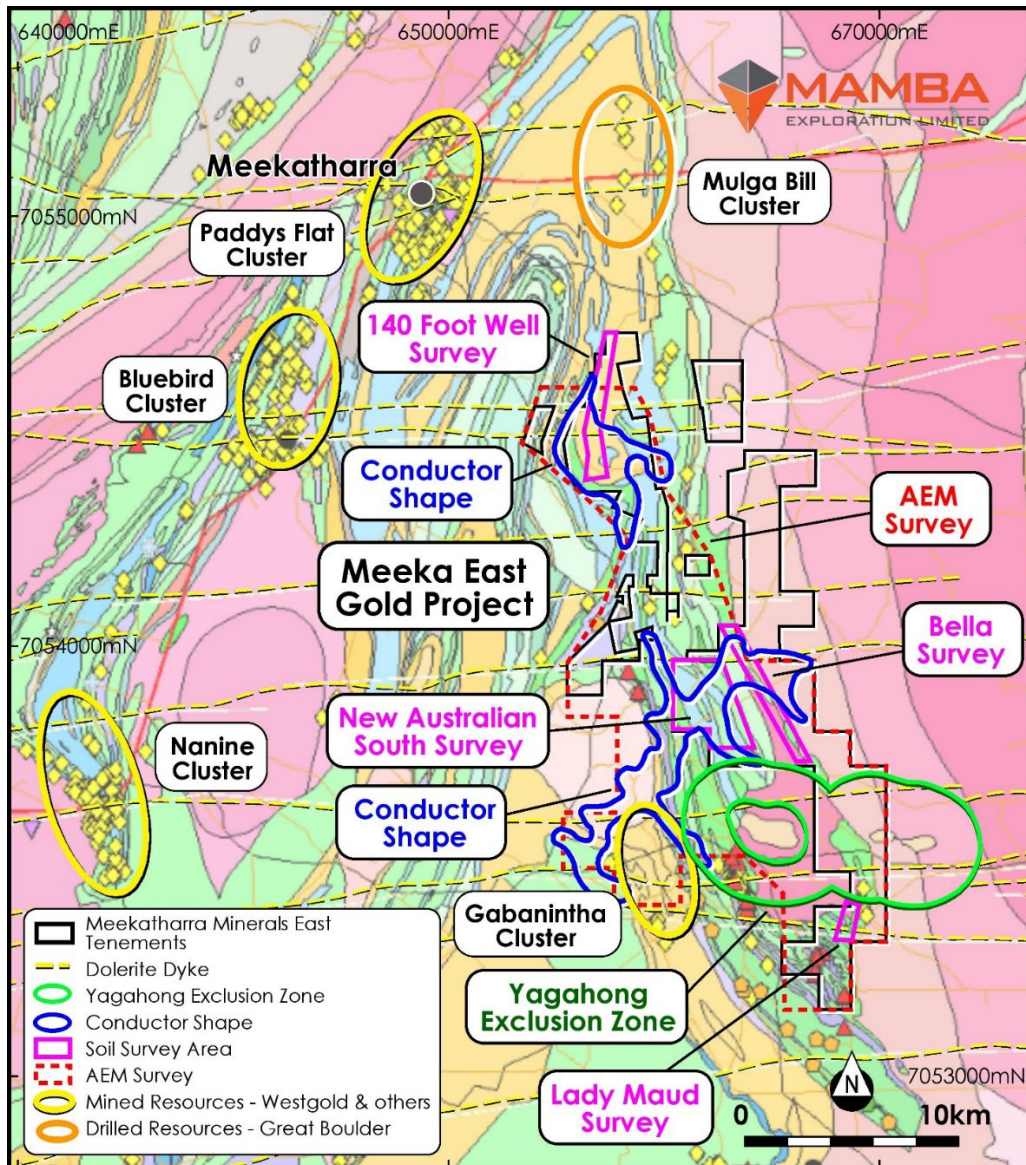 640000mE
650000mE
670000mE
MAMBA
EXPLORATION LIMITED
Meekatharra
Mulga Bill
Cluster
7055000mN
Paddys Flat
Cluster
140 Foot Well
Survey
Bluebird
Cluster
Conductor
Shape
AEM
Survey
Meeka East
Gold Project
Bella
Survey
7054000mN
New Australian
South Survey
Nanine
Cluster
Conductor
Shape
Gabanintha
Cluster
Yagahong
Exclusion Zone
Lady Maud
Survey
Meekatharra Minerals East
Tenements
Dolerite Dyke
Yagahong Exclusion Zone
Conductor Shape
Soil Survey Area
AEM Survey
Mined Resources - Westgold & others
Drilled Resources - Great Boulder
N
7053000mN
0
10km